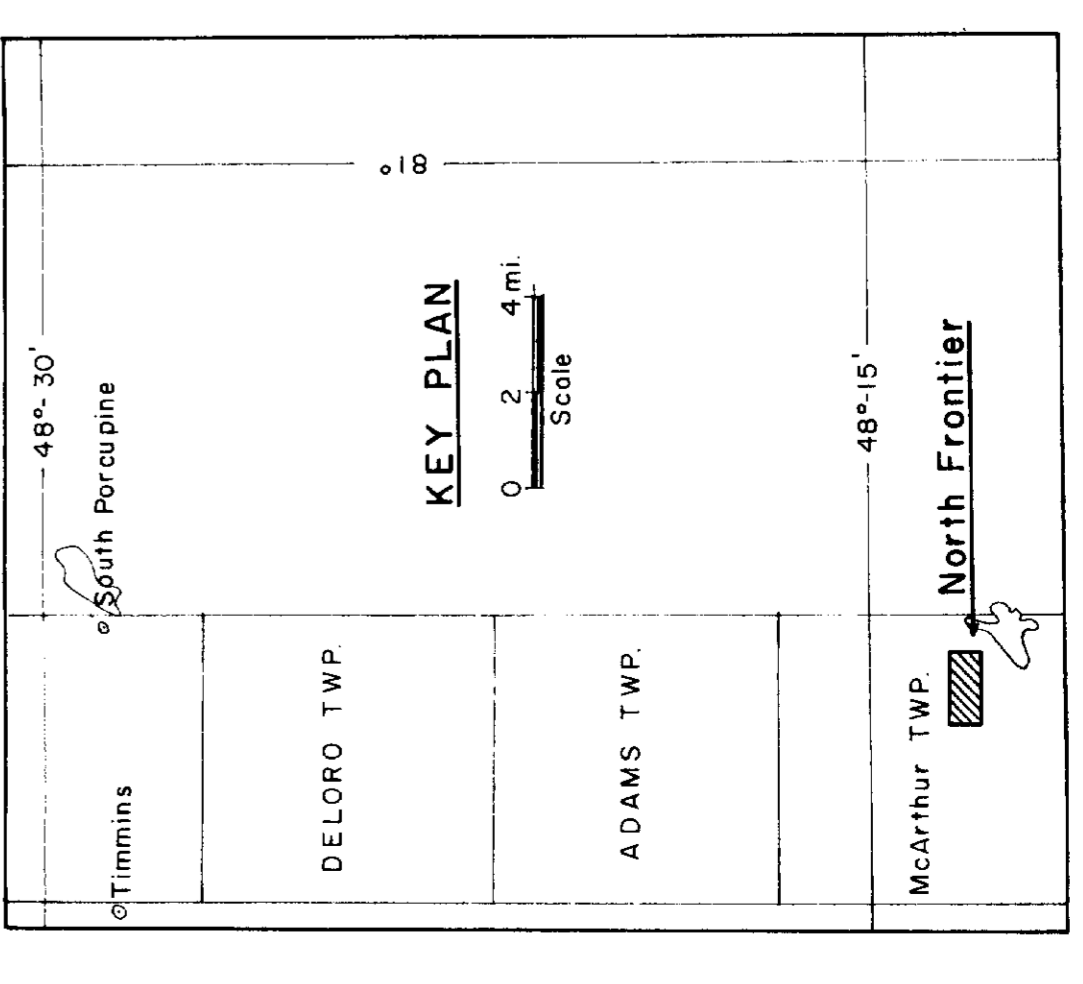 48°-30'
South Porcupine
Timmins
81°
KEY PLAN
0 2 4 mi.
Scale
DELORO TWP.
ADAMS TWP.
48°-15'
McArthur TWP.
North Frontier